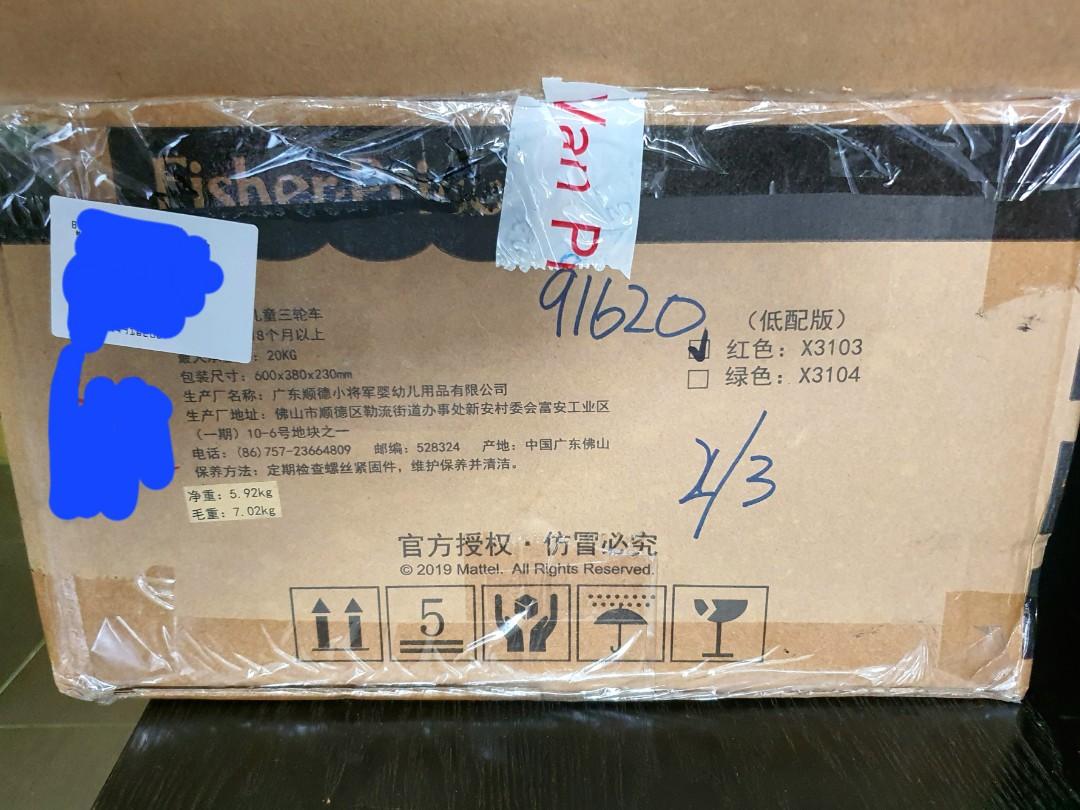 Fisher-Pri
Van P
91620
儿童三轮车
18个月以上
最大 : 20KG
包装尺寸: 600x380x230mm
生产厂名称: 广东顺德小将军婴幼儿用品有限公司
生产厂地址: 佛山市顺德区勒流街道办事处新安村委会富安工业区
(一期) 10-6号地块之一
电话: (86)757-23664809 邮编: 528324 产地: 中国广东佛山
保养方法: 定期检查螺丝紧固件, 维护保养并清洁。
净重: 5.92kg
毛重: 7.02kg
(低配版)
红色: X3103
绿色: X3104
/3
官方授权·仿冒必究
© 2019 Mattel. All Rights Reserved.
5